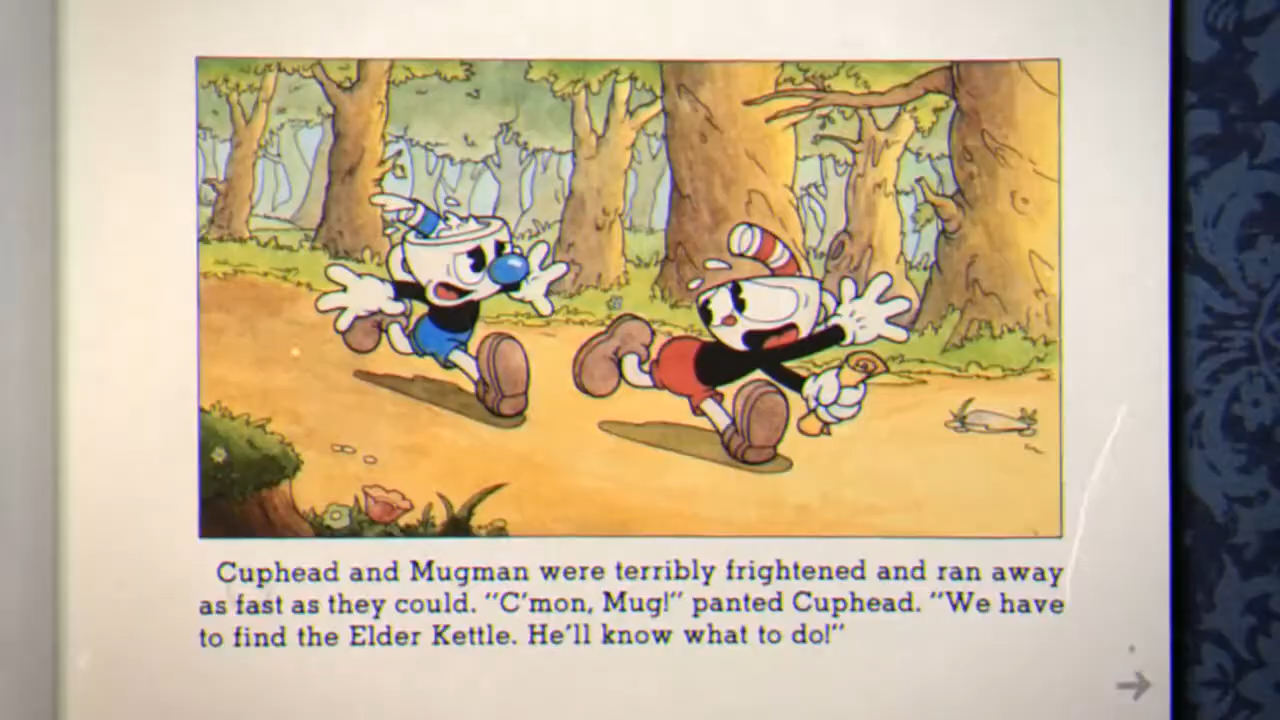 Cuphead and Mugman were terribly frightened and ran away
as fast as they could. "C'mon, Mug!" panted Cuphead. "We have
to find the Elder Kettle. He'll know what to do!"